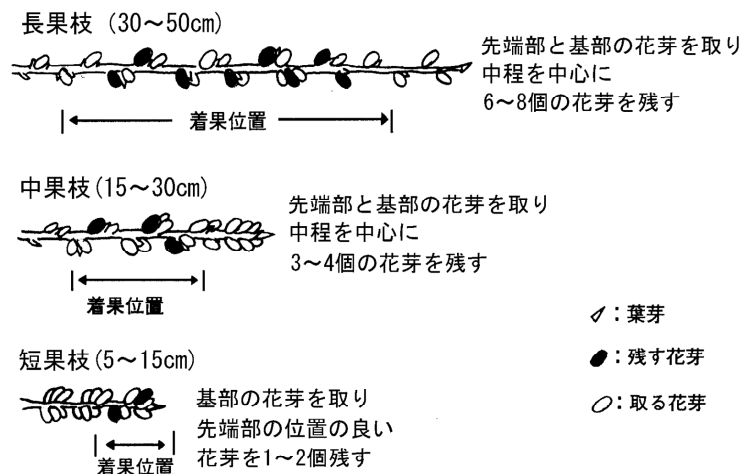 長果枝（30～50cm）
先端部と基部の花芽を取り
中程を中心に
6～8個の花芽を残す
着果位置
中果枝(15～30cm)
先端部と基部の花芽を取り
中程を中心に
3～4個の花芽を残す
着果位置
短果枝(5～15cm)
基部の花芽を取り
先端部の位置の良い
花芽を1～2個残す
着果位置
：葉芽
：残す花芽
：取る花芽